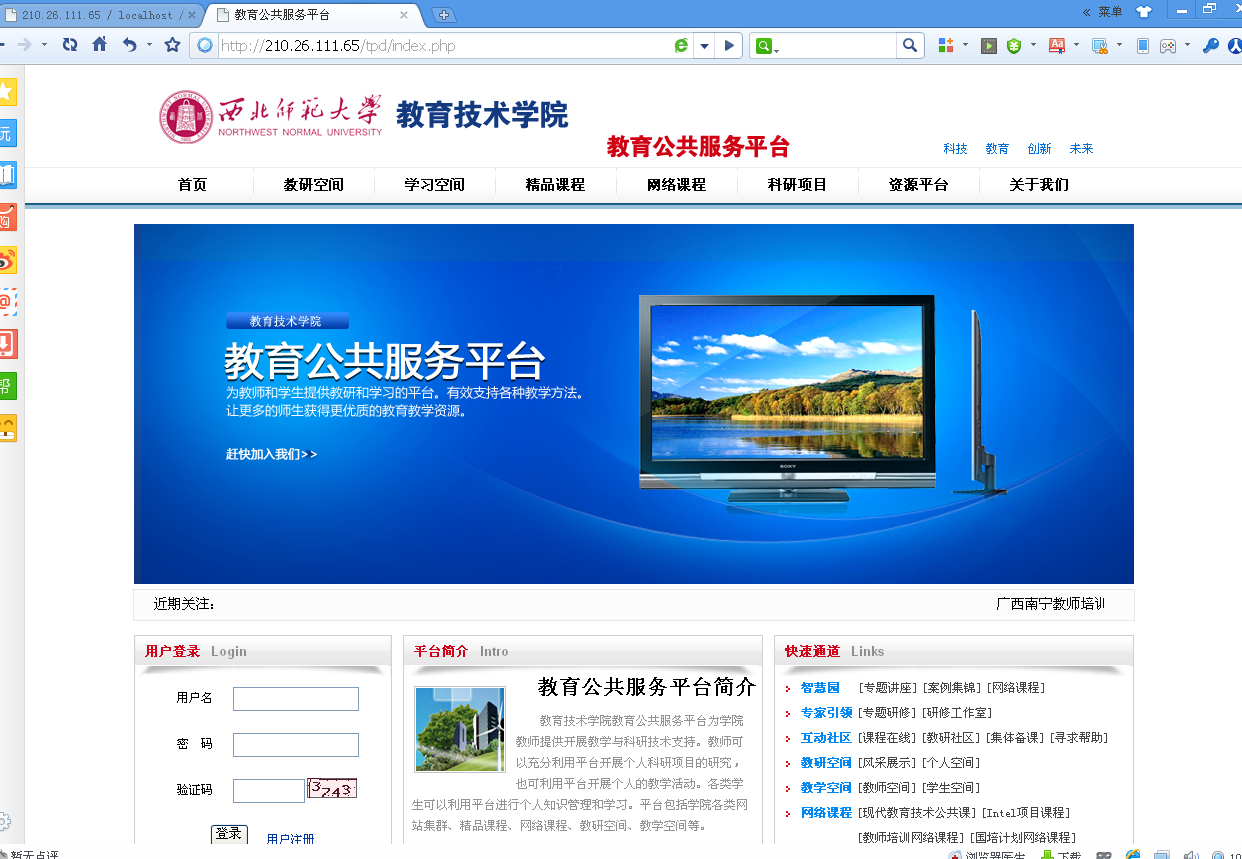 210.26.111.65 / localhost /
教育公共服务平台
« 菜单
http://210.26.111.65/tpd/index.php
西北师范大学
NORTHWEST NORMAL UNIVERSITY
教育技术学院
教育公共服务平台
科技 教育 创新 未来
首页 教研空间 学习空间 精品课程 网络课程 科研项目 资源平台 关于我们
教育技术学院
教育公共服务平台
为教师和学生提供教研和学习的平台。有效支持各种教学方法。
让更多的师生获得更优质的教育教学资源。
赶快加入我们>>
SONY
近期关注：
广西南宁教师培训
用户登录 Login
用户名
密 码
验证码
3243
登录 用户注册
平台简介 Intro
教育公共服务平台简介
教育技术学院教育公共服务平台为学院
教师提供开展教学与科研技术支持。教师可
以充分利用平台开展个人科研项目的研究，
也可利用平台开展个人的教学活动。各类学
生可以利用平台进行个人知识管理和学习。平台包括学院各类网
站集群、精品课程、网络课程、教研空间、教学空间等。
快速通道 Links
智慧园 [专题讲座] [案例集锦] [网络课程]
专家引领 [专题研修] [研修工作室]
互动社区 [课程在线] [教研社区] [集体备课] [寻求帮助]
教研空间 [风采展示] [个人空间]
教学空间 [教师空间] [学生空间]
网络课程 [现代教育技术公共课] [Intel项目课程]
[教师培训网络课程] [国培计划网络课程]
玩
购
@
帮
暂无点评
浏览器医生 下载